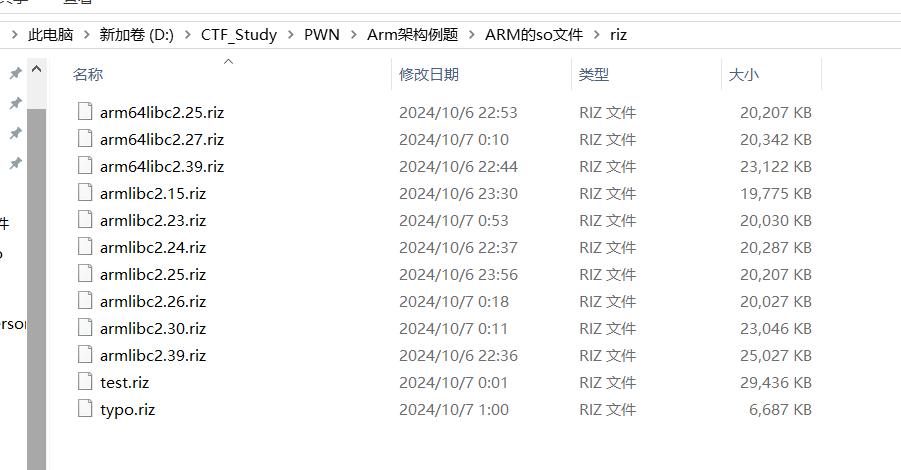 此电脑 > 新加卷 (D:) > CTF_Study > PWN > Arm架构例题 > ARM的so文件 > riz
名称 修改日期 类型 大小
arm64libc2.25.riz 2024/10/6 22:53 RIZ 文件 20,207 KB
arm64libc2.27.riz 2024/10/7 0:10 RIZ 文件 20,342 KB
arm64libc2.39.riz 2024/10/6 22:44 RIZ 文件 23,122 KB
armlibc2.15.riz 2024/10/6 23:30 RIZ 文件 19,775 KB
armlibc2.23.riz 2024/10/7 0:53 RIZ 文件 20,030 KB
armlibc2.24.riz 2024/10/6 22:37 RIZ 文件 20,287 KB
armlibc2.25.riz 2024/10/6 23:56 RIZ 文件 20,207 KB
armlibc2.26.riz 2024/10/7 0:18 RIZ 文件 20,027 KB
armlibc2.30.riz 2024/10/7 0:11 RIZ 文件 23,046 KB
armlibc2.39.riz 2024/10/6 22:36 RIZ 文件 25,027 KB
test.riz 2024/10/7 0:01 RIZ 文件 29,436 KB
typo.riz 2024/10/7 1:00 RIZ 文件 6,687 KB